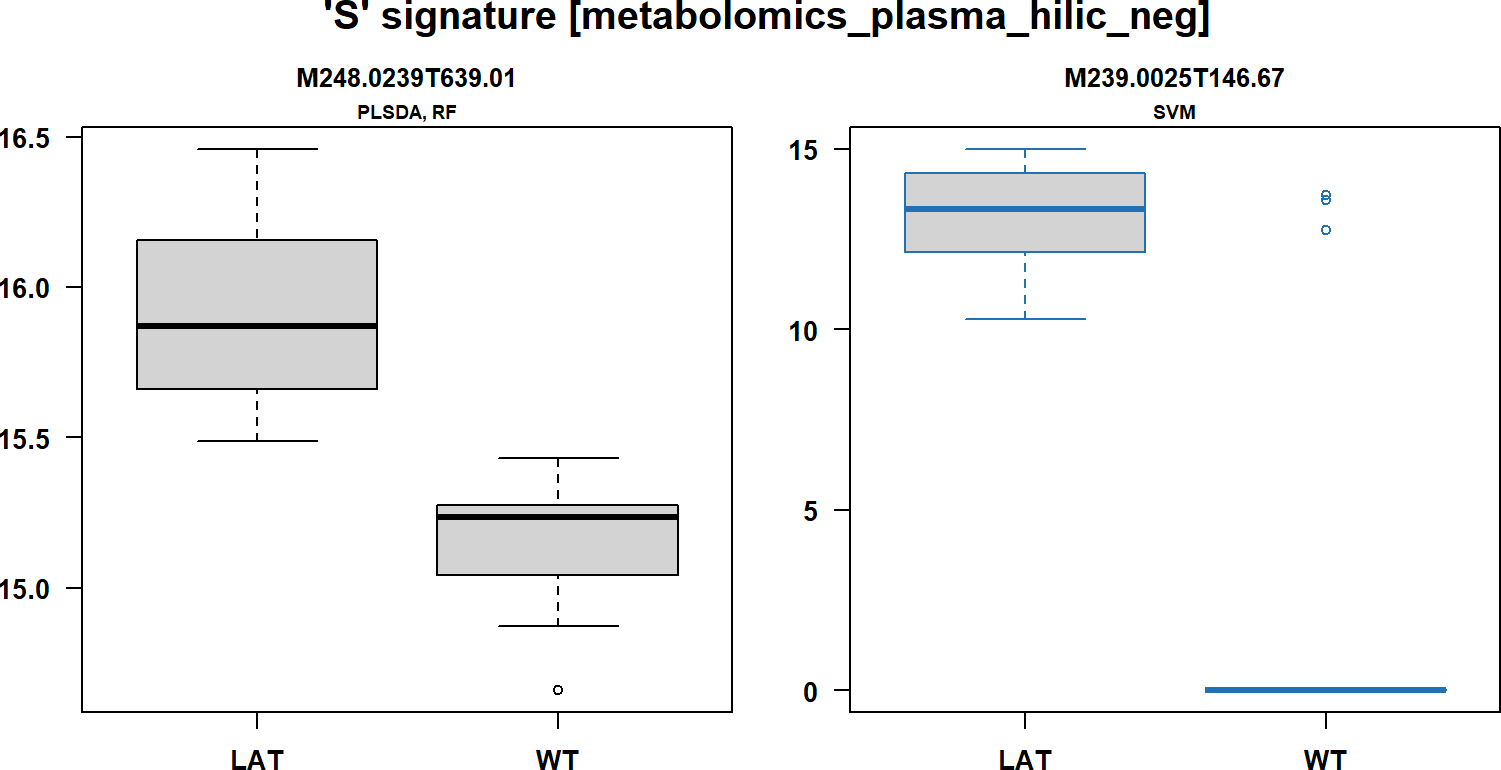 'S' signature [metabolomics_plasma_hilic_neg]
M248.0239T639.01
PLSDA, RF
16.5
16.0
15.5
15.0
LAT
WT
M239.0025T146.67
SVM
15
10
5
0
LAT
WT